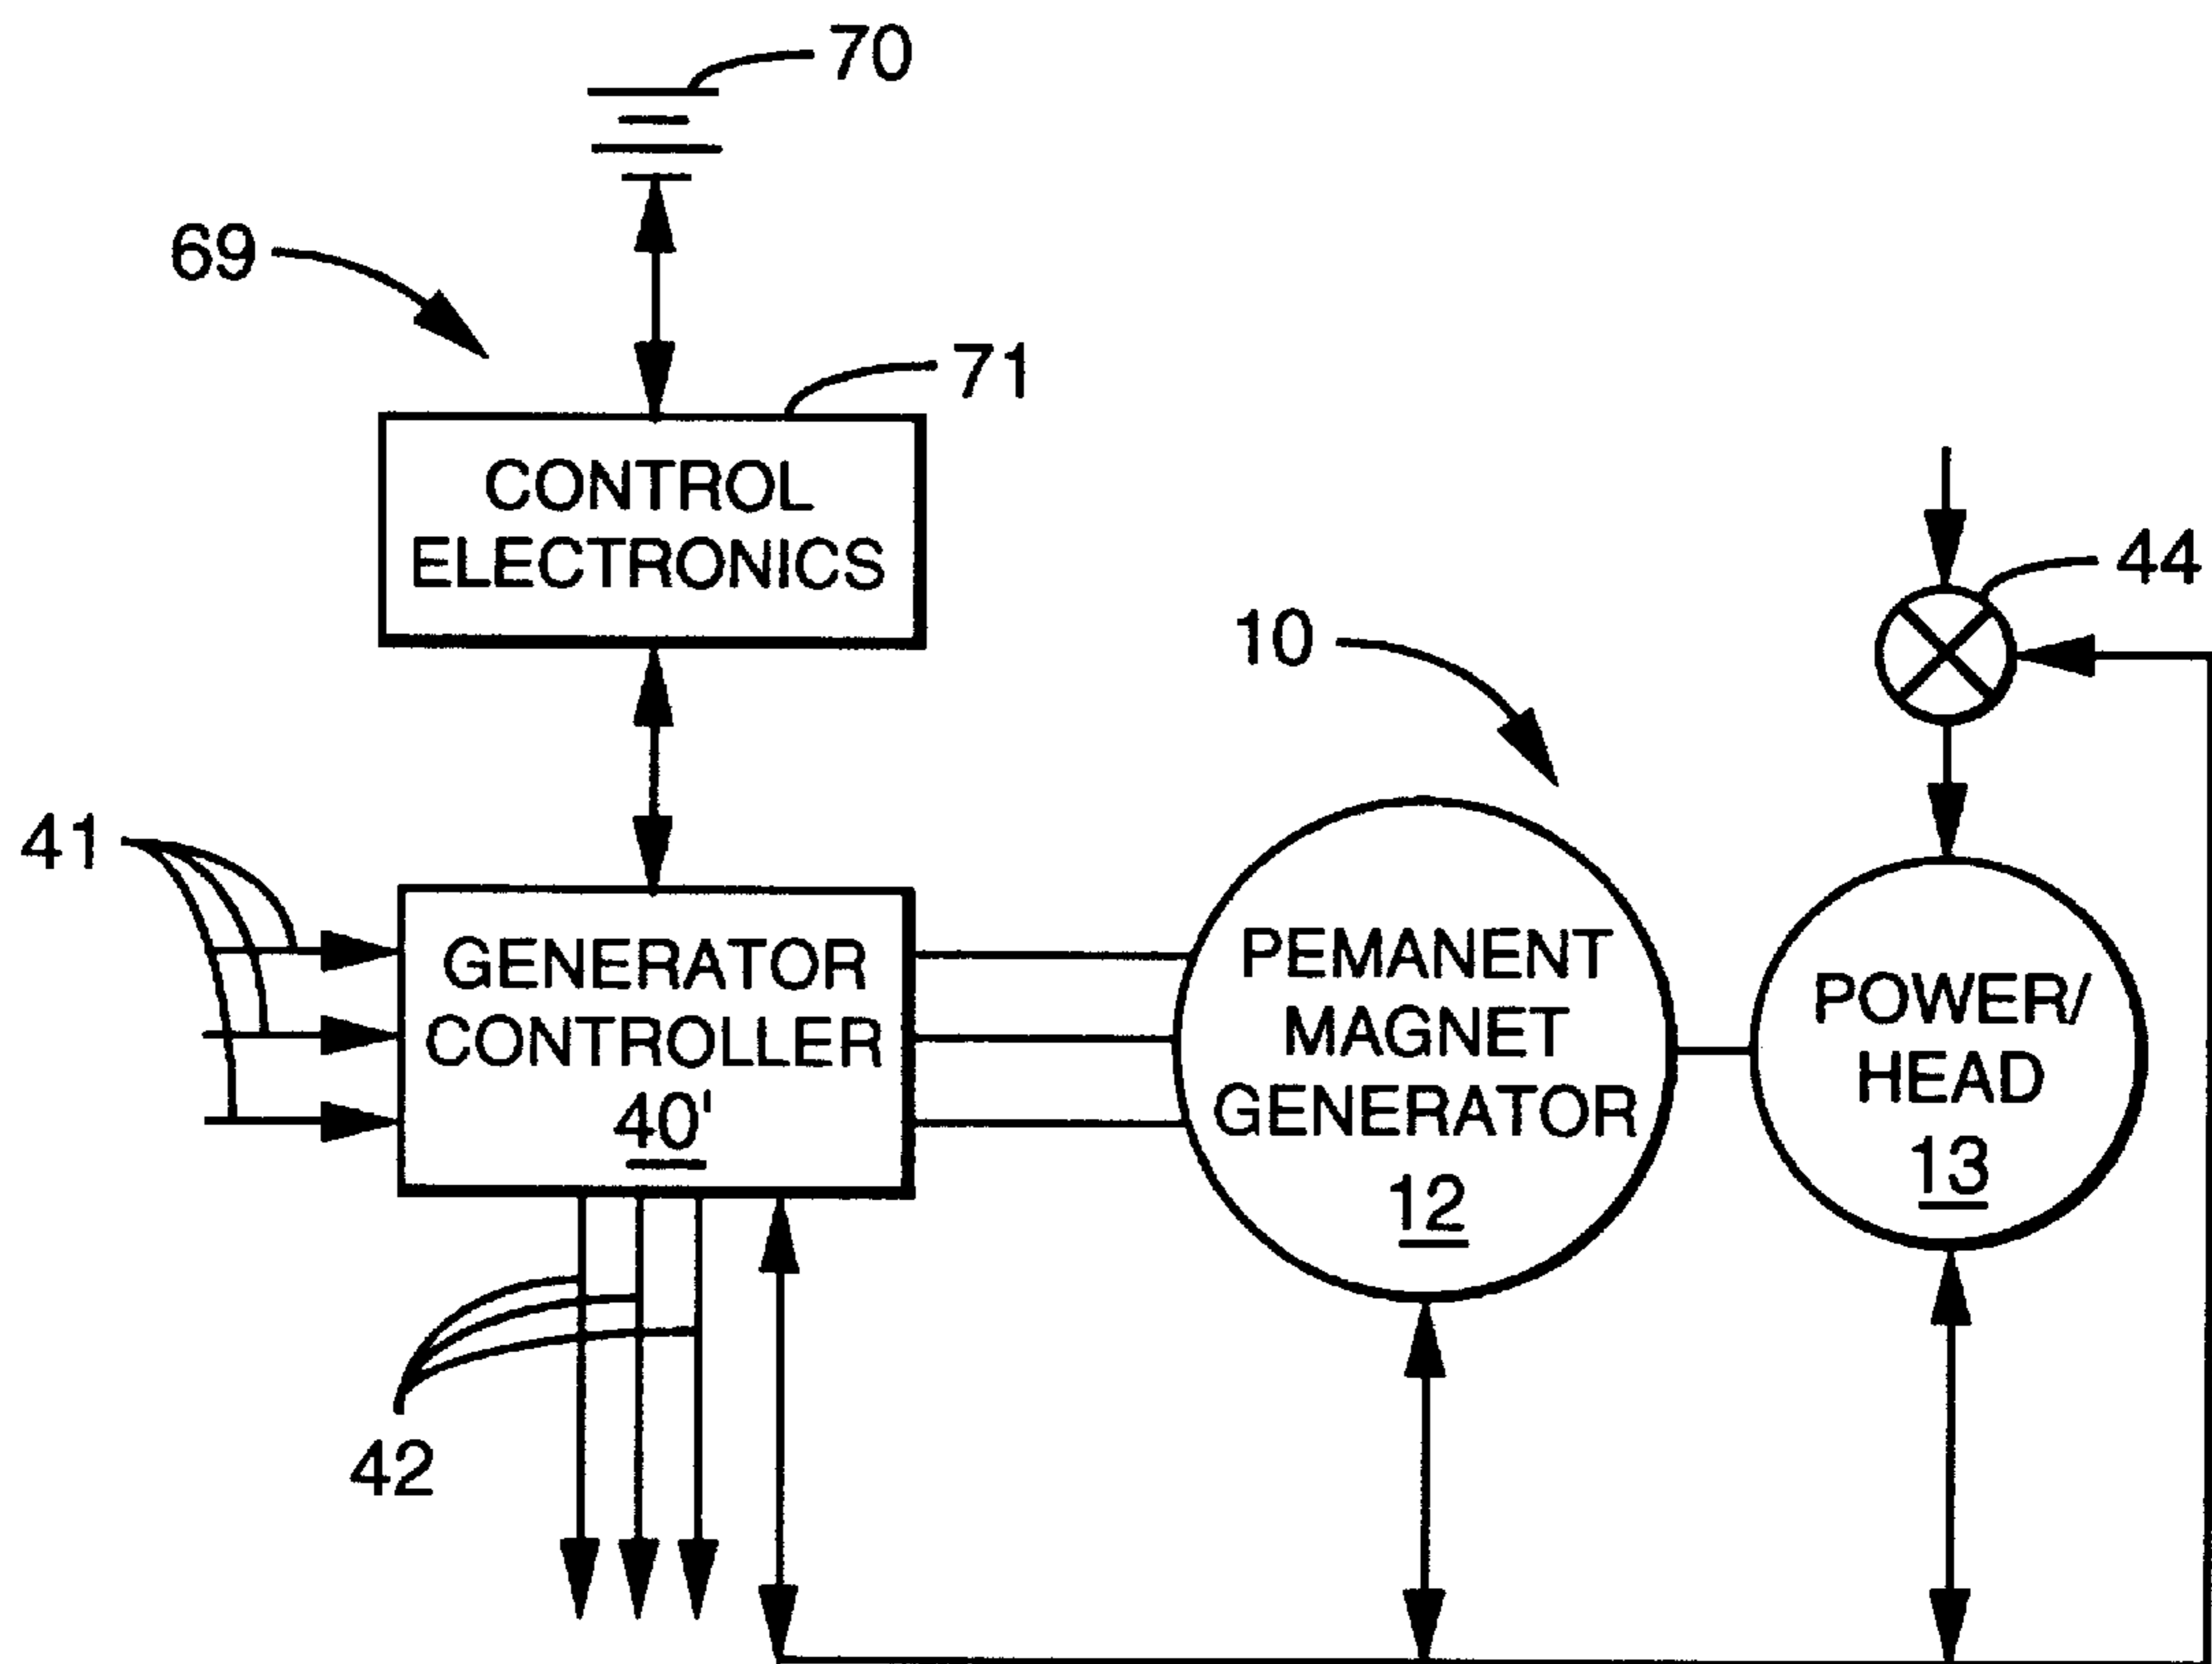 70
69
71
CONTROL
ELECTRONICS
44
10
41
GENERATOR
CONTROLLER
40'
PEMANENT
MAGNET
GENERATOR
12
POWER/
HEAD
13
42